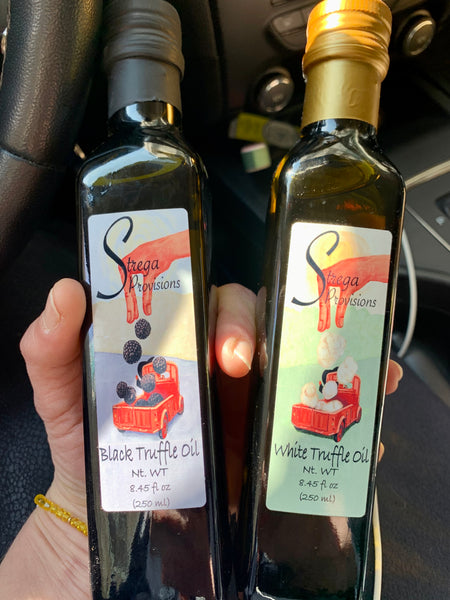 Strega
Provisions
Black Truffle Oil
Nt. WT
8.45 fl oz
(250 ml)
Strega
Provisions
White Truffle Oil
Nt. WT
8.45 fl oz
(250 ml)